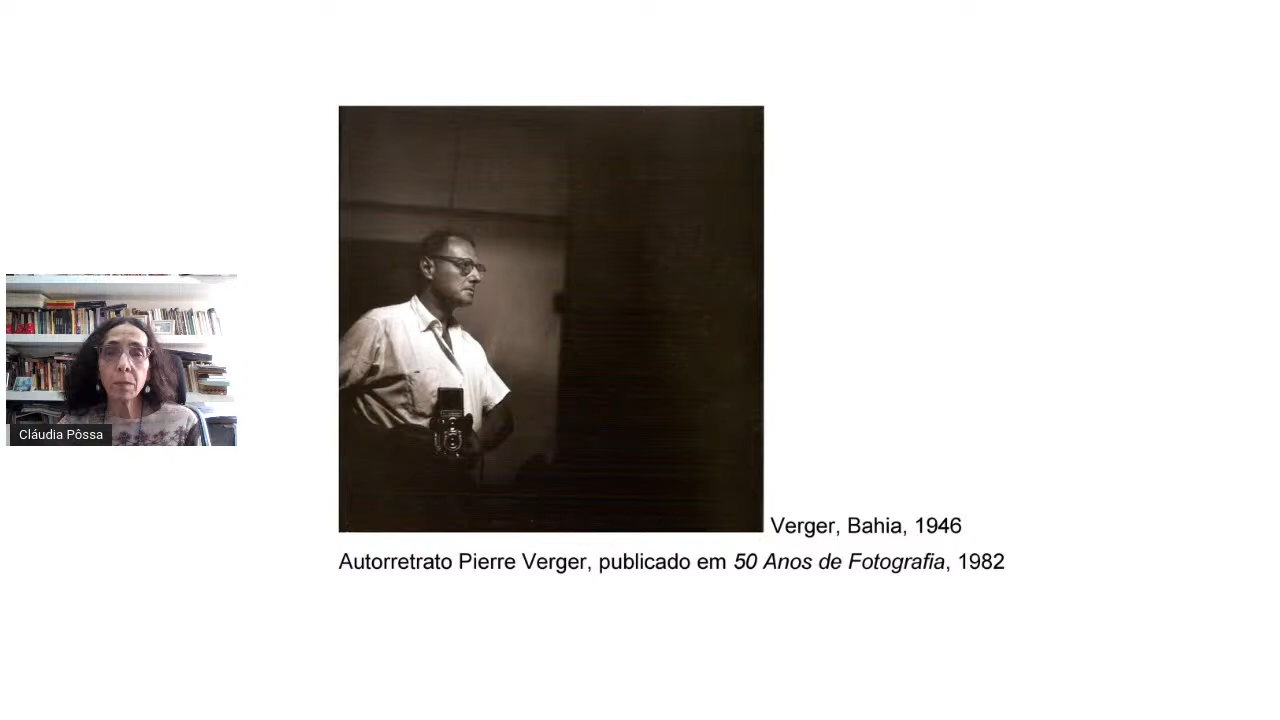 Verger, Bahia, 1946
Autorretrato Pierre Verger, publicado em 50 Anos de Fotografia, 1982
Cláudia Pôssa